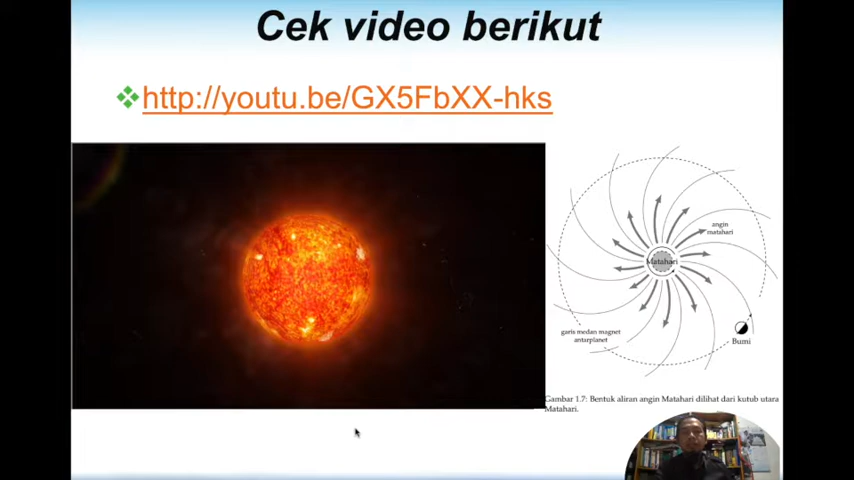 Cek video berikut
http://youtu.be/GX5FbXX-hks
angin
matahari
Matahari
garis medan magnet
antarplanet
Bumi
Gambar 1.7: Bentuk aliran angin Matahari dilihat dari kutub utara
Matahari.